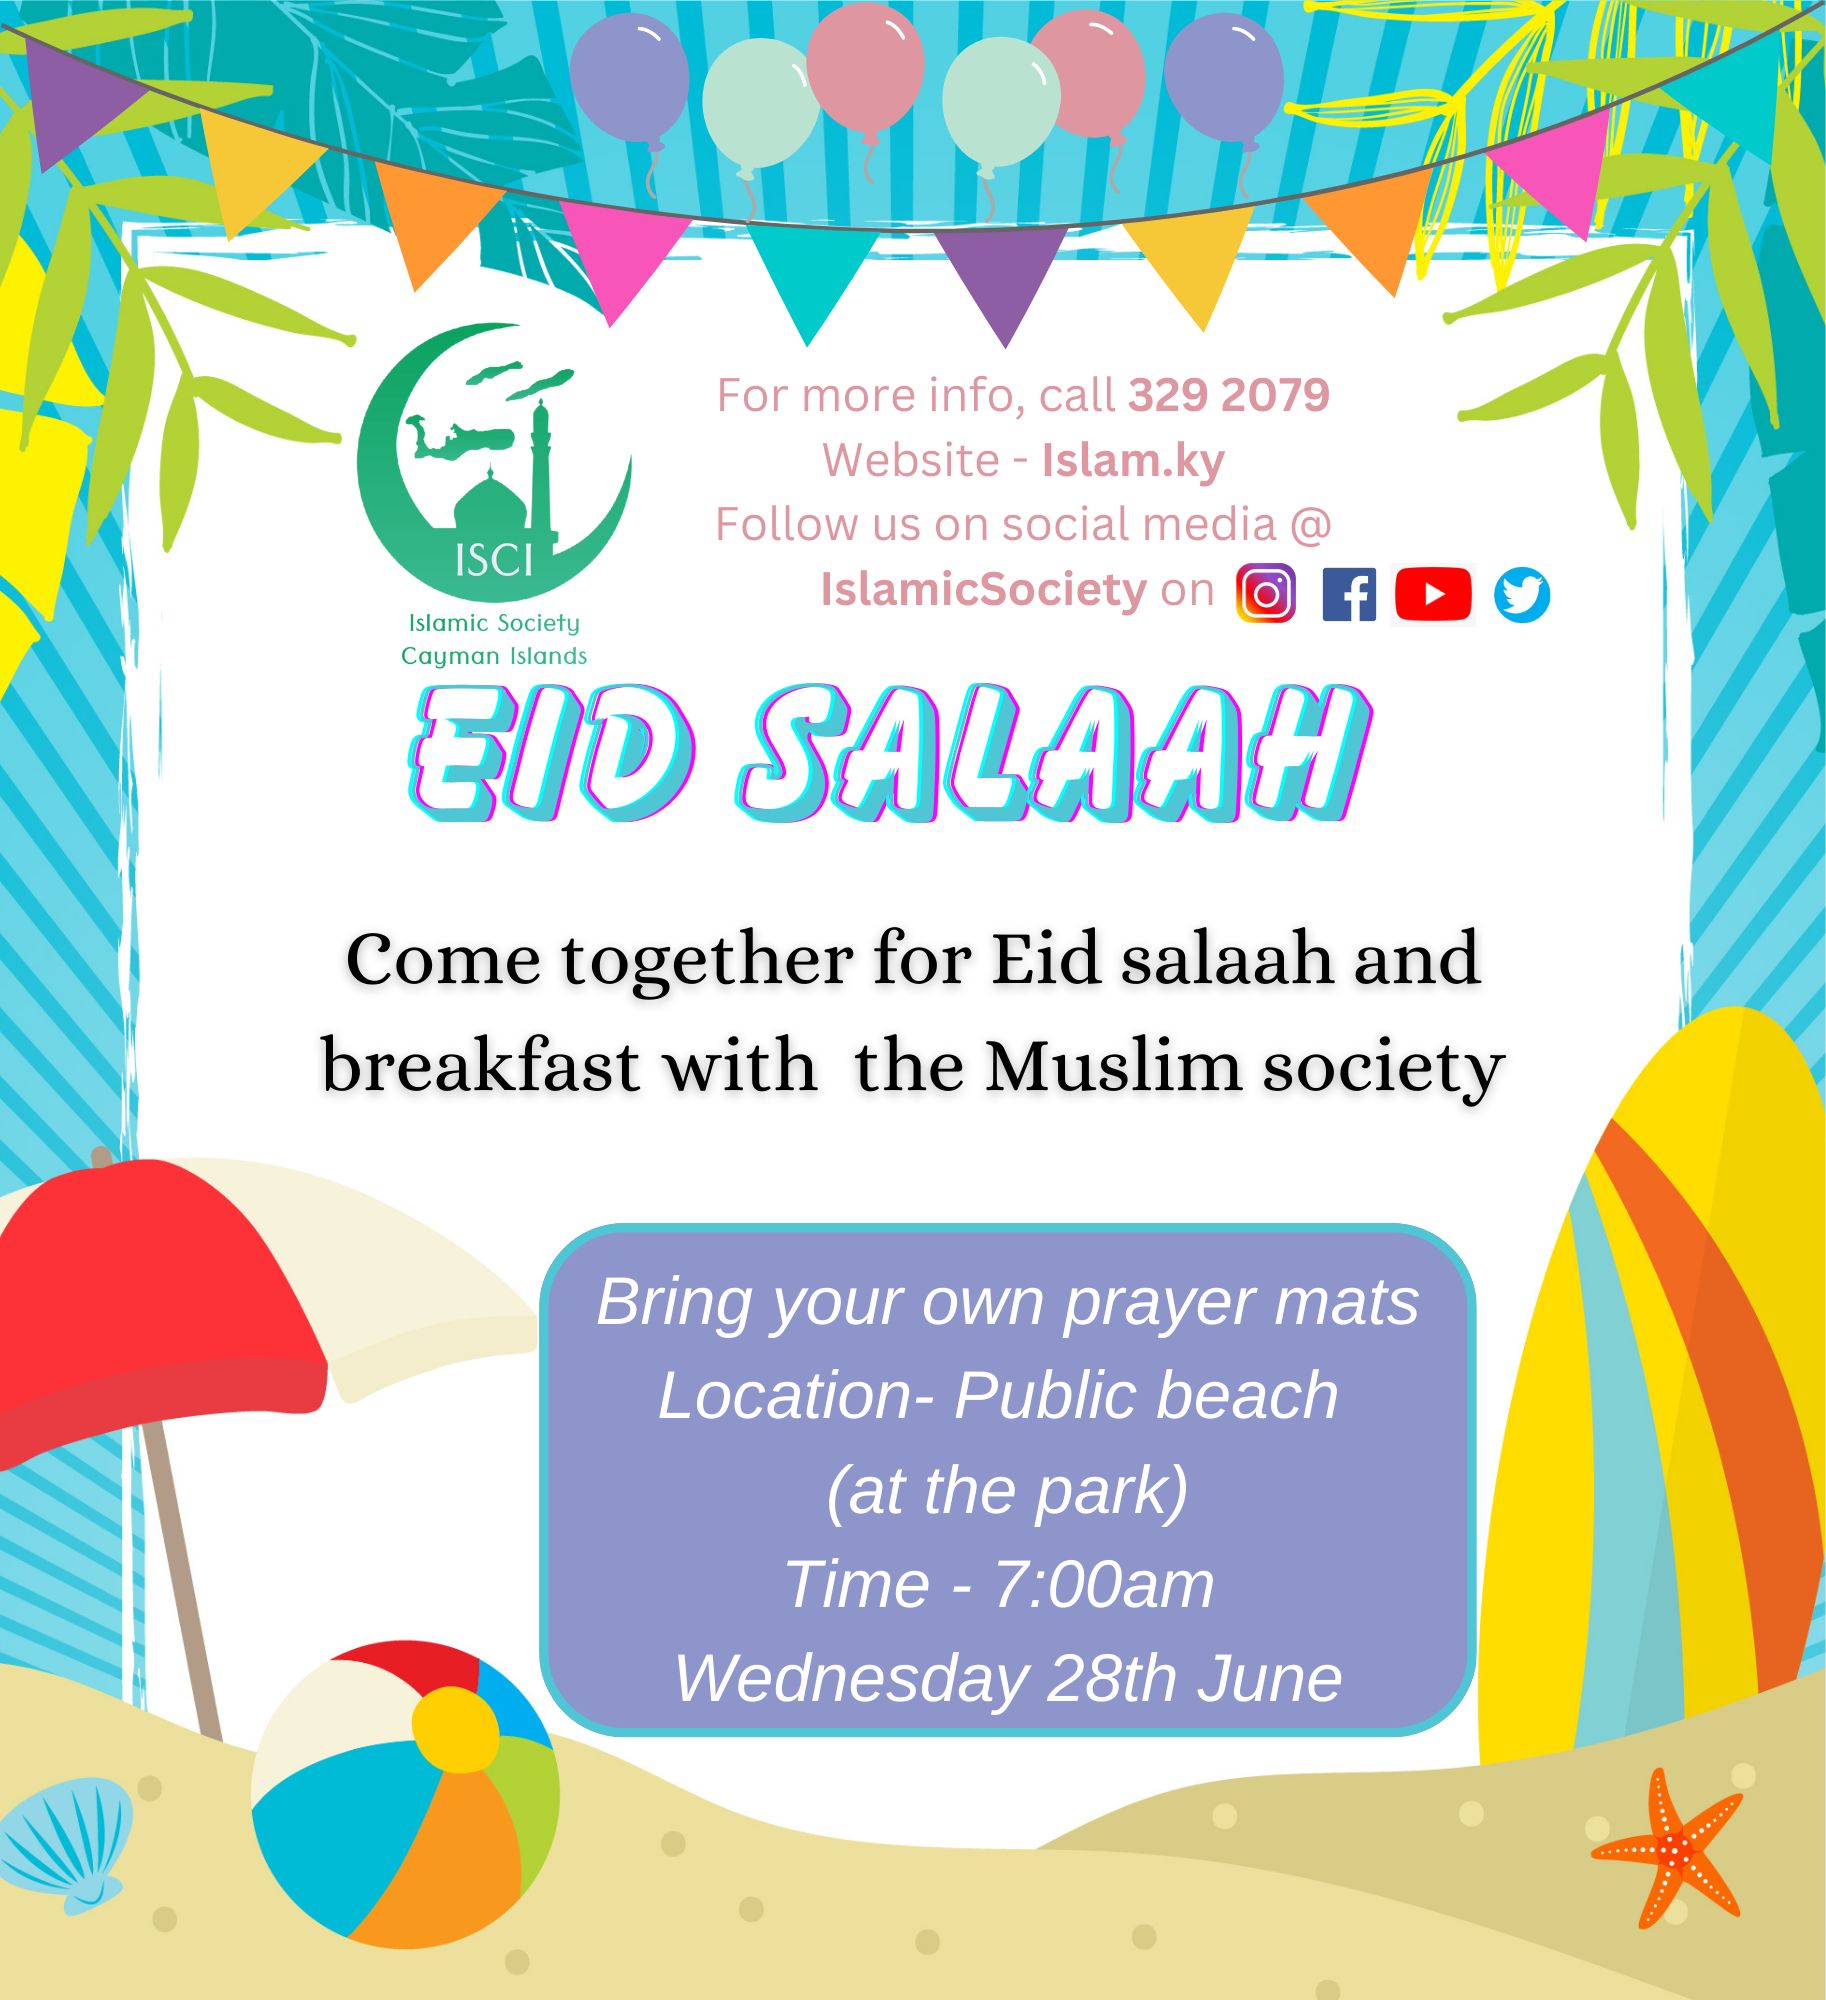 ISCI
Islamic Society
Cayman Islands
For more info, call 329 2079
Website - Islam.ky
Follow us on social media @
IslamicSociety on
EID SALAAH
Come together for Eid salaah and
breakfast with the Muslim society
Bring your own prayer mats
Location- Public beach
(at the park)
Time - 7:00am
Wednesday 28th June